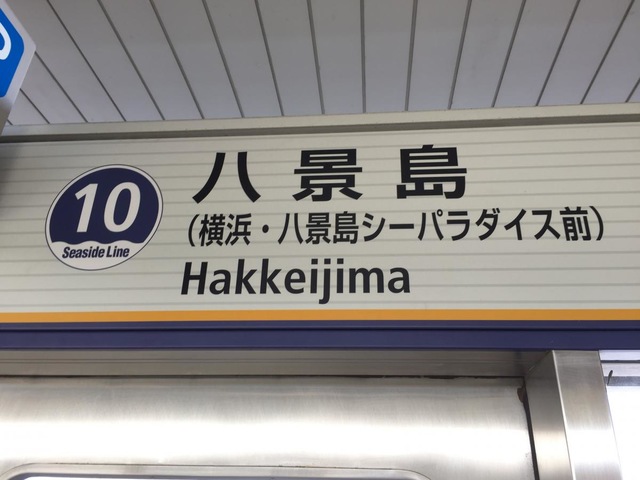 10
Seaside Line
八景島
(横浜・八景島シーパラダイス前)
Hakkeijima